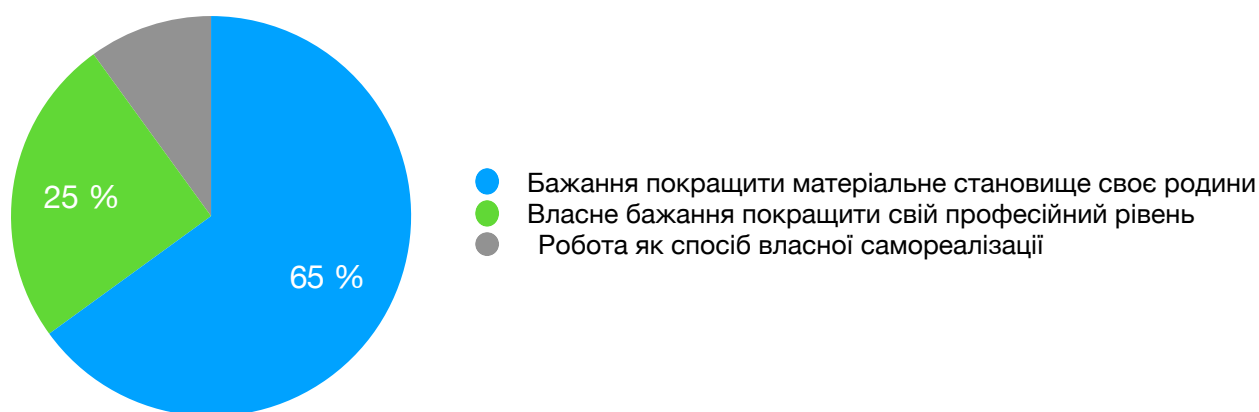 25 %
65 %
Бажання покращити матеріальне становище своє родини
Власне бажання покращити свій професійний рівень
Робота як спосіб власної самореалізації